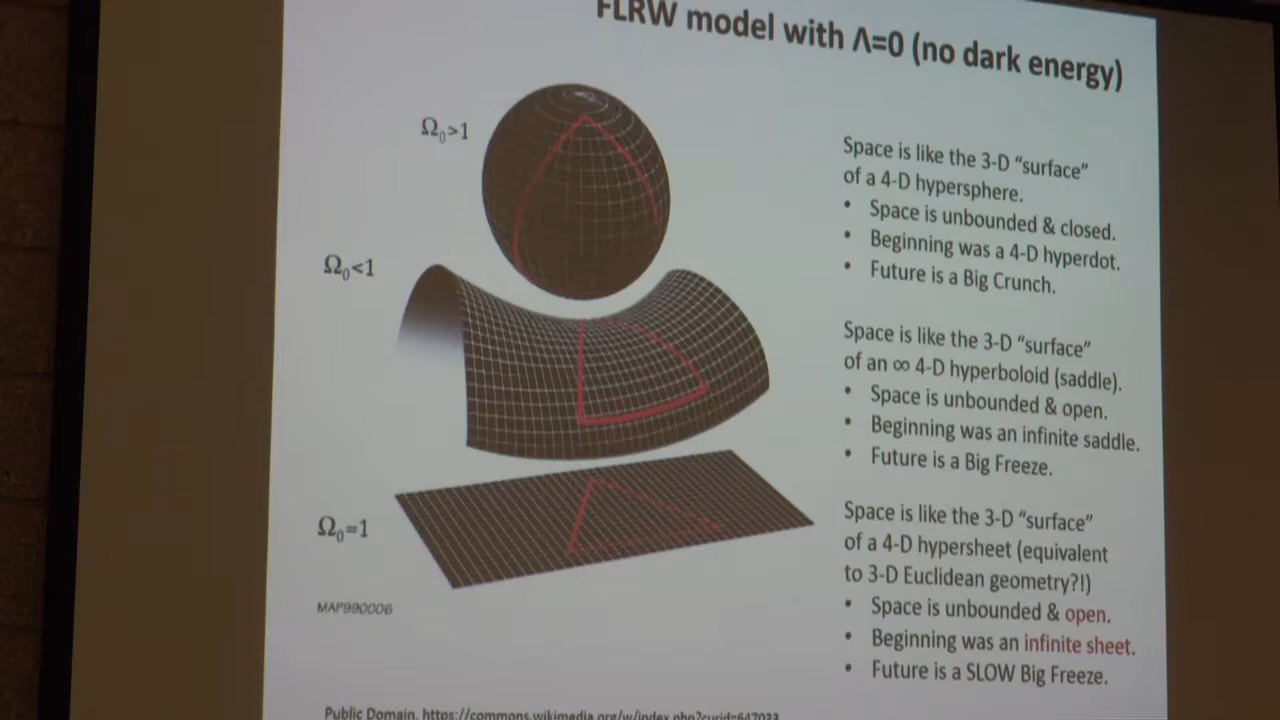 FLRW model with Λ=0 (no dark energy)
Ω₀>1
Space is like the 3-D “surface”
of a 4-D hypersphere.
• Space is unbounded & closed.
• Beginning was a 4-D hyperdot.
• Future is a Big Crunch.
Ω₀<1
Space is like the 3-D “surface”
of an ∞ 4-D hyperboloid (saddle).
• Space is unbounded & open.
• Beginning was an infinite saddle.
• Future is a Big Freeze.
Ω₀=1
Space is like the 3-D “surface”
of a 4-D hypersheet (equivalent
to 3-D Euclidean geometry?!)
• Space is unbounded & open.
• Beginning was an infinite sheet.
• Future is a SLOW Big Freeze.
MAP990006
Public Domain, https://commons.wikimedia.org/w/index.php?curid=647033